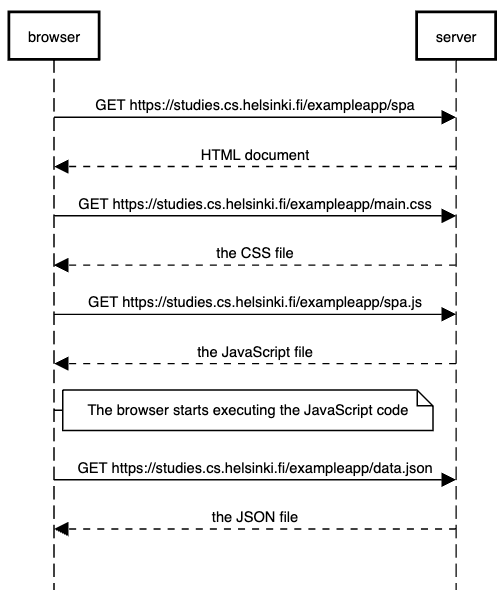 browser
server
GET https://studies.cs.helsinki.fi/exampleapp/spa
HTML document
GET https://studies.cs.helsinki.fi/exampleapp/main.css
the CSS file
GET https://studies.cs.helsinki.fi/exampleapp/spa.js
the JavaScript file
The browser starts executing the JavaScript code
GET https://studies.cs.helsinki.fi/exampleapp/data.json
the JSON file